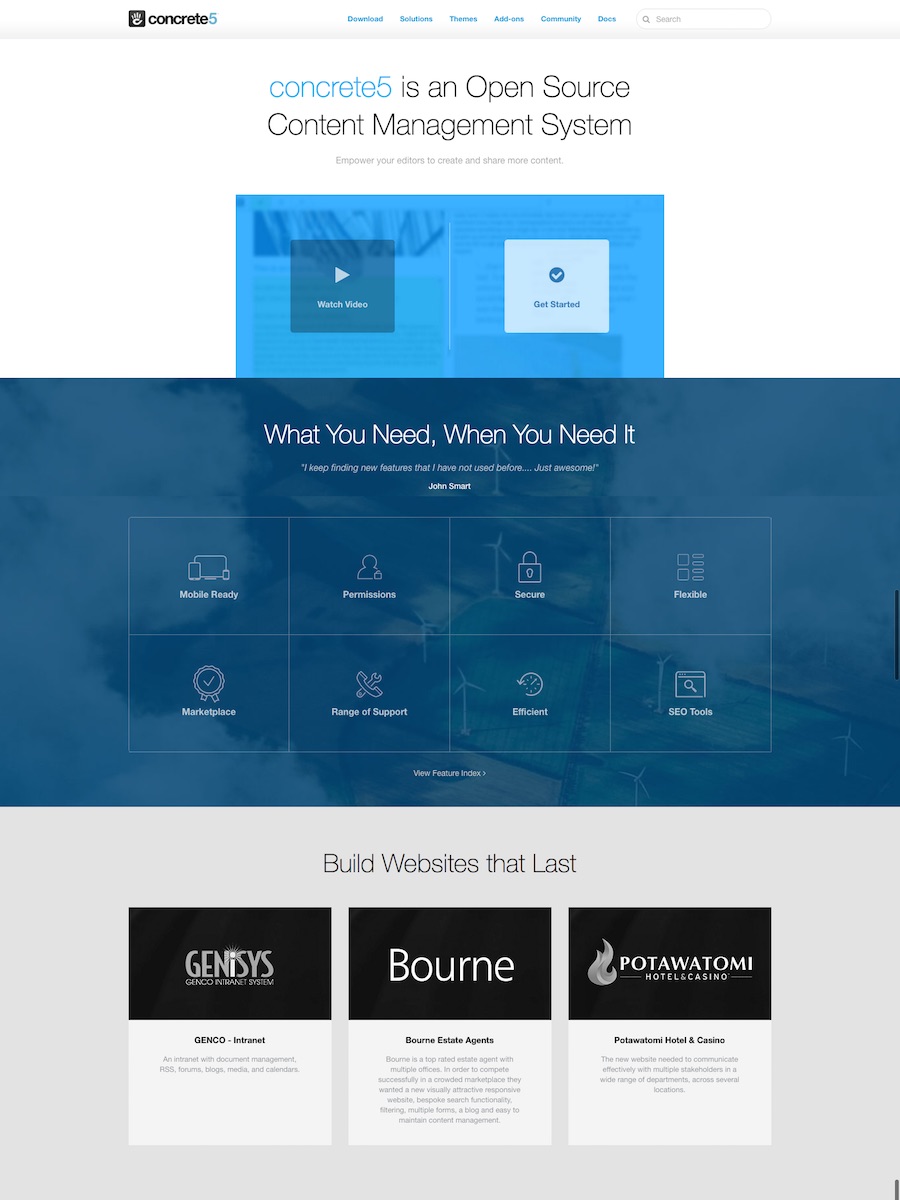 concrete5
Download Solutions Themes Add-ons Community Docs Search
concrete5 is an Open Source
Content Management System
Empower your editors to create and share more content.
Watch Video
Get Started
What You Need, When You Need It
"I keep finding new features that I have not used before.... Just awesome!"
John Smart
Mobile Ready
Permissions
Secure
Flexible
Marketplace
Range of Support
Efficient
SEO Tools
View Feature Index ›
Build Websites that Last
GENiSYS
GENCO INTRANET SYSTEM
Bourne
POTAWATOMI
HOTEL&CASINO
GENCO - Intranet
An intranet with document management,
RSS, forums, blogs, media, and calendars.
Bourne Estate Agents
Bourne is a top rated estate agent with
multiple offices. In order to compete
successfully in a crowded marketplace they
wanted a new visually attractive responsive
website, bespoke search functionality,
filtering, multiple forms, a blog and easy to
maintain content management.
Potawatomi Hotel & Casino
The new website needed to communicate
effectively with multiple stakeholders in a
wide range of departments, across several
locations.